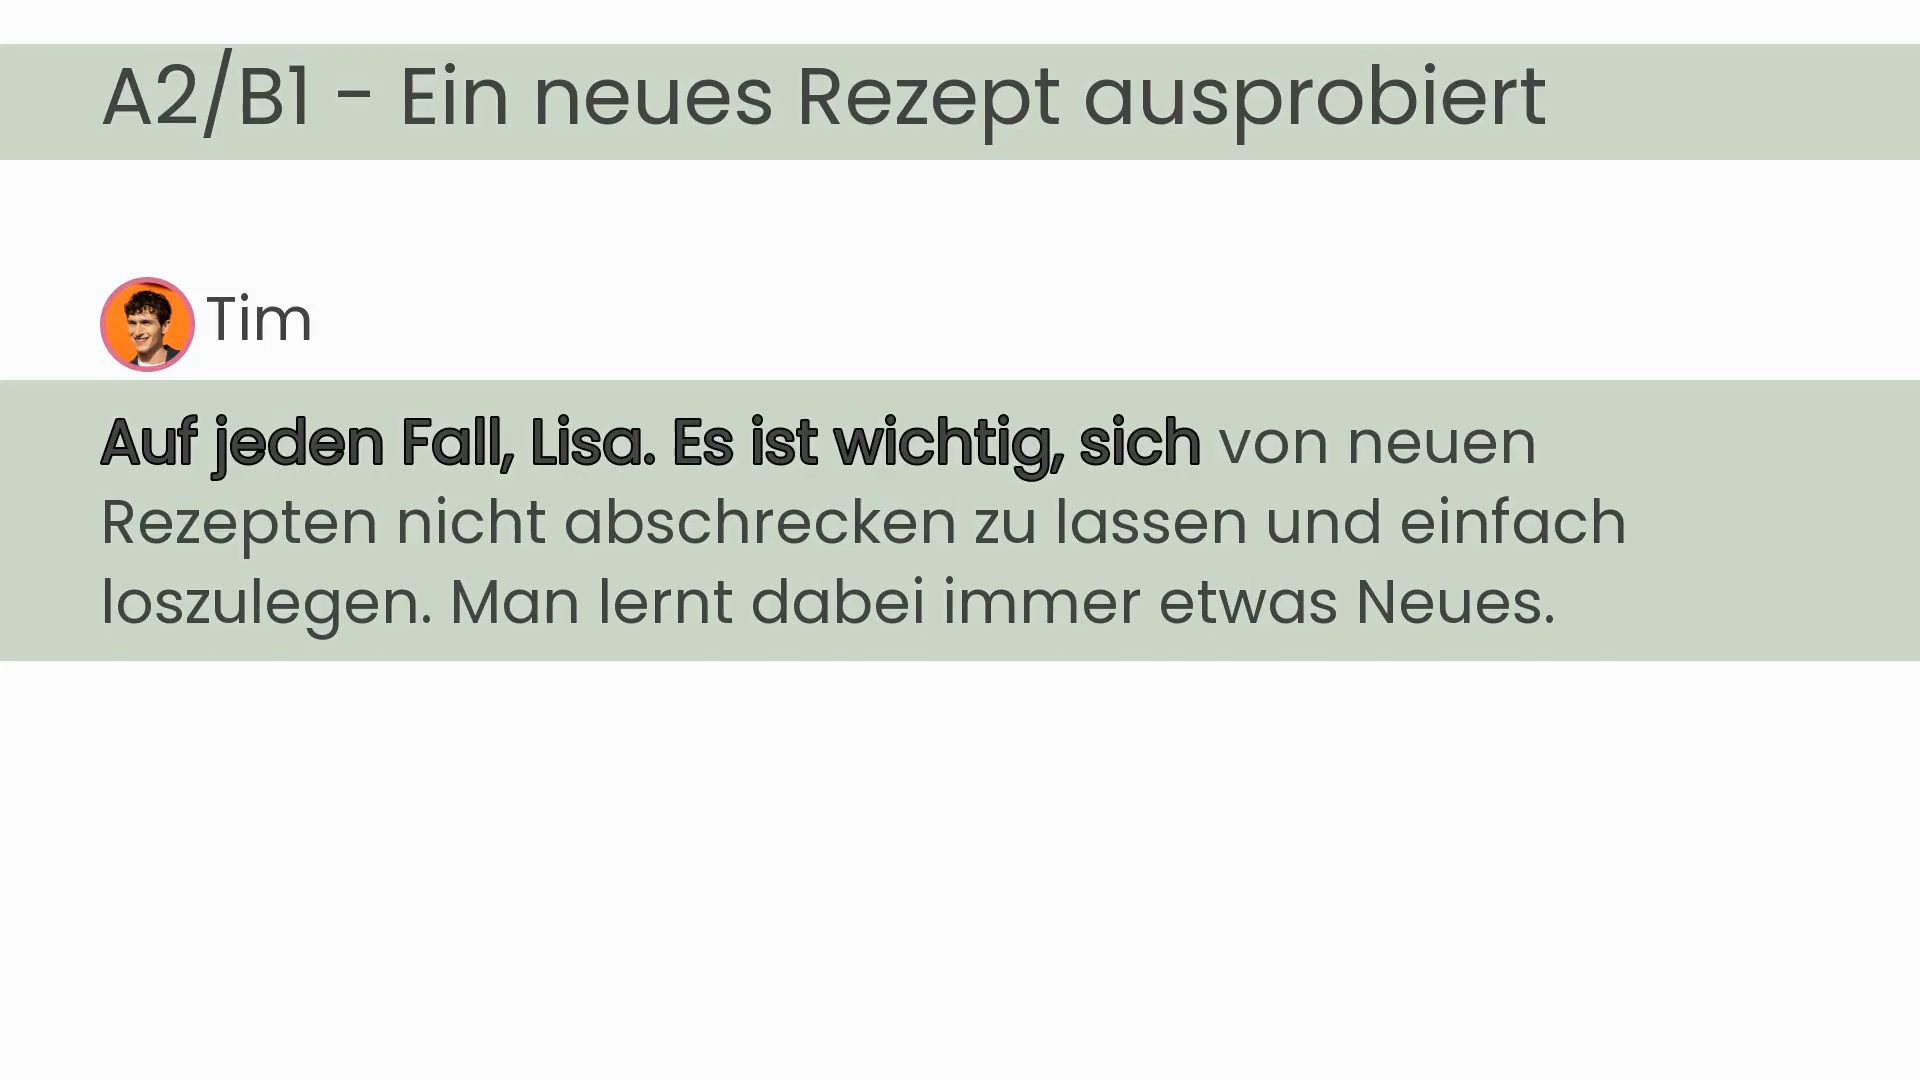 A2/B1 - Ein neues Rezept ausprobiert
Tim
Auf jeden Fall, Lisa. Es ist wichtig, sich von neuen
Rezepten nicht abschrecken zu lassen und einfach
loszulegen. Man lernt dabei immer etwas Neues.